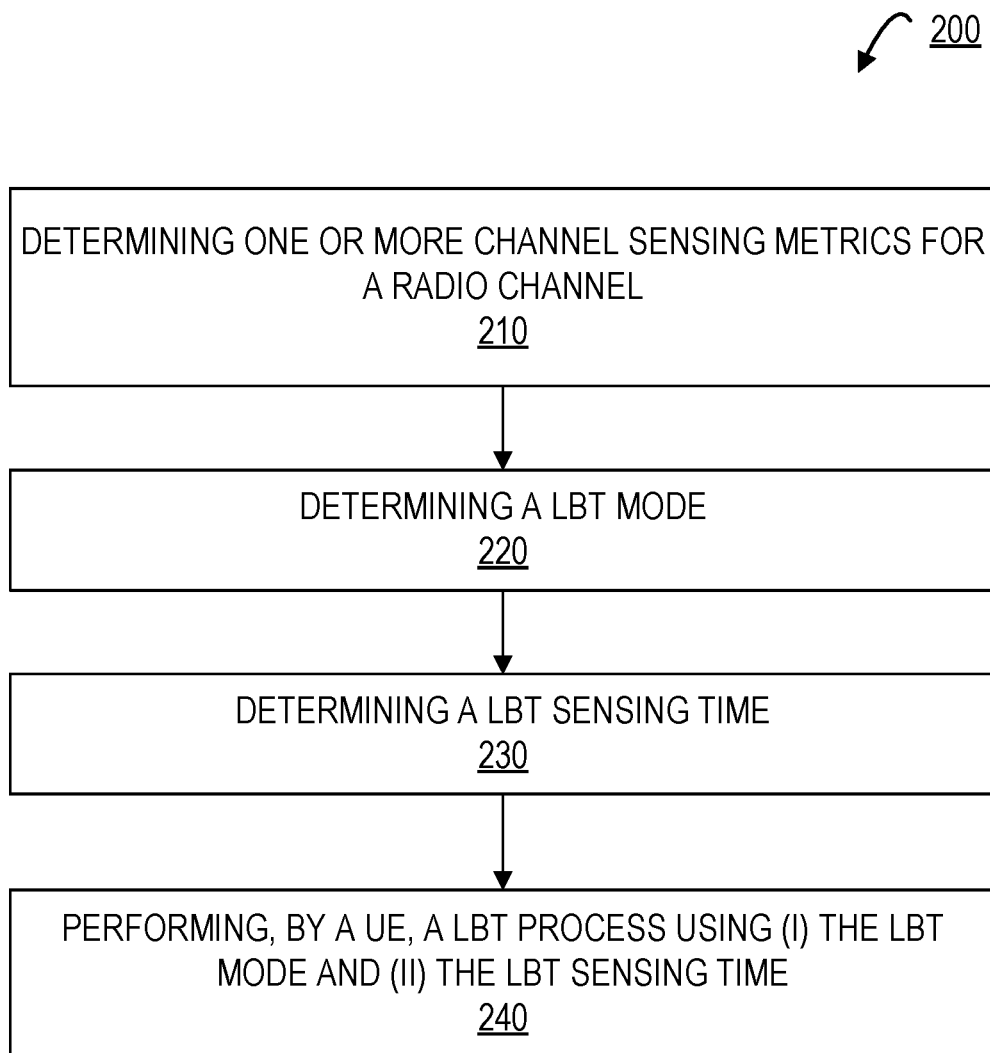 200
DETERMINING ONE OR MORE CHANNEL SENSING METRICS FOR
A RADIO CHANNEL
210
DETERMINING A LBT MODE
220
DETERMINING A LBT SENSING TIME
230
PERFORMING, BY A UE, A LBT PROCESS USING (I) THE LBT
MODE AND (II) THE LBT SENSING TIME
240